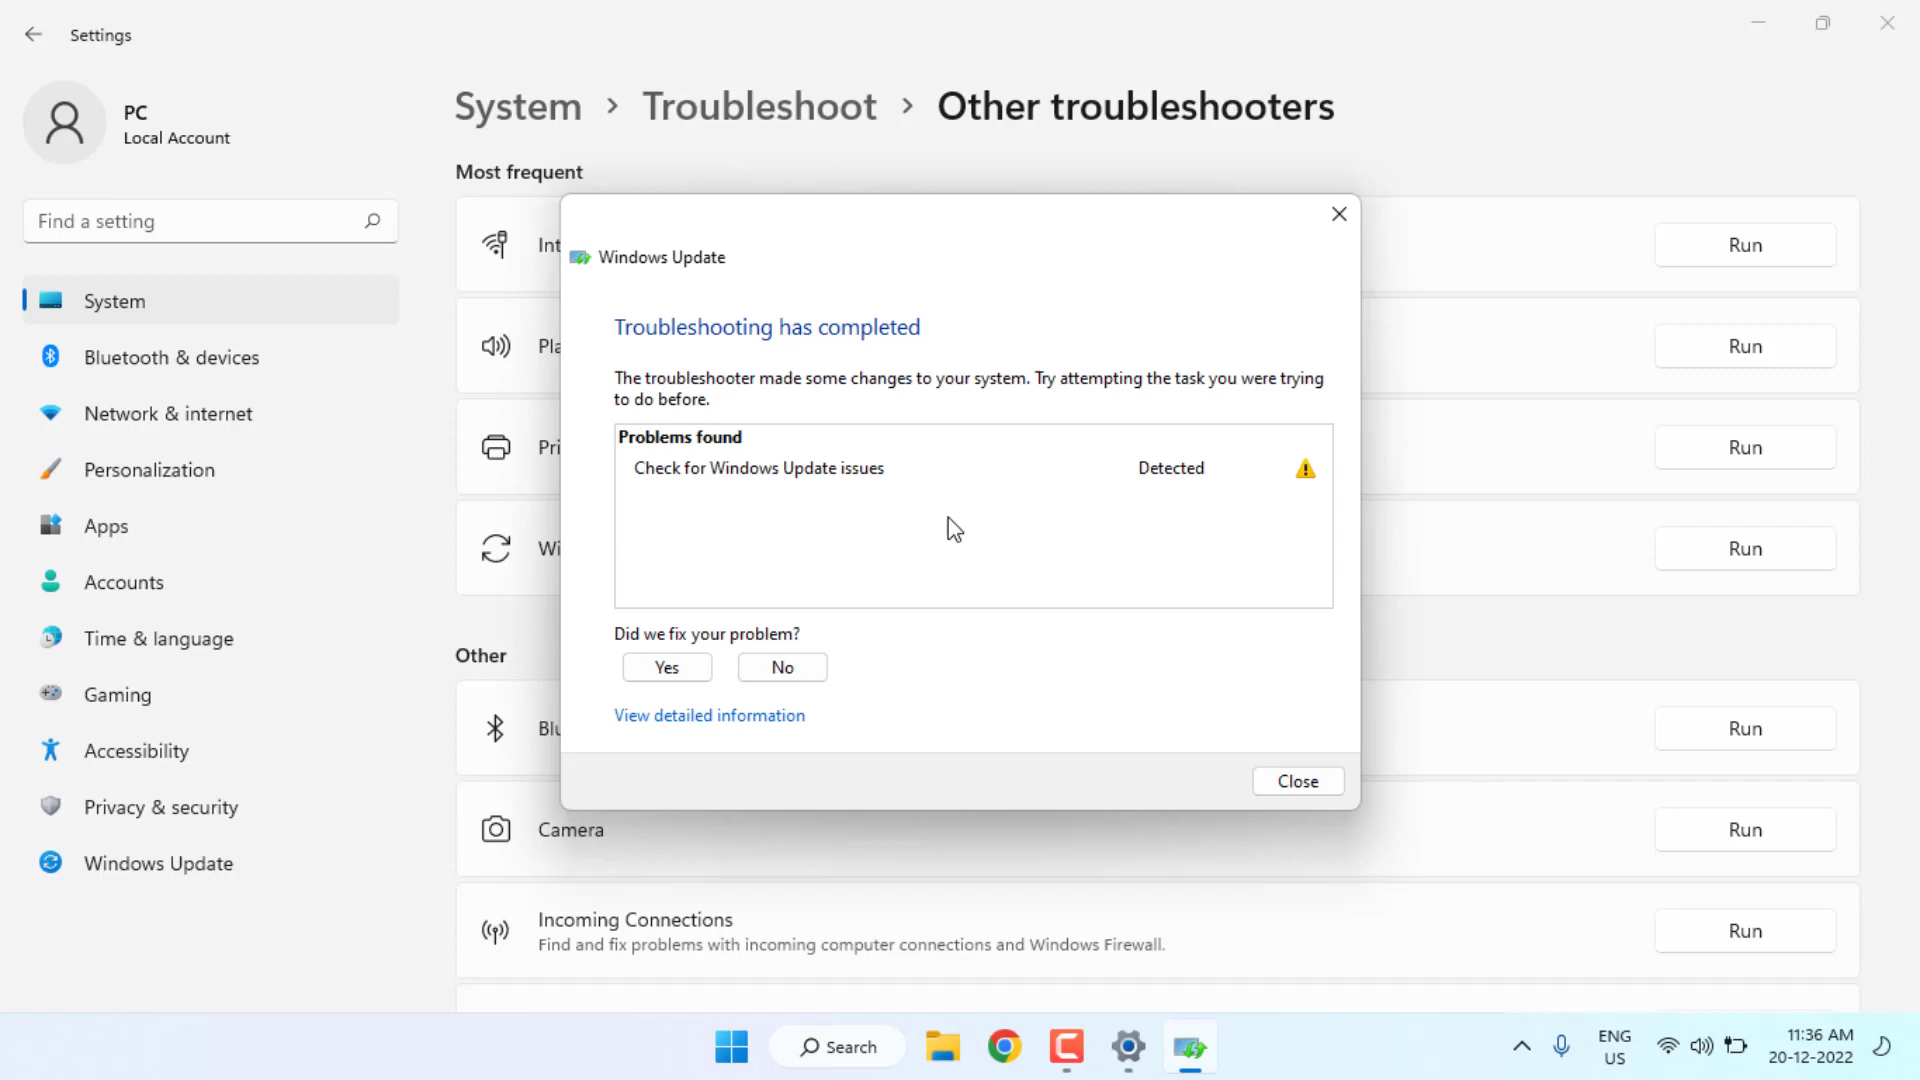 Settings
PC
Local Account
Find a setting
System
Bluetooth & devices
Network & internet
Personalization
Apps
Accounts
Time & language
Gaming
Accessibility
Privacy & security
Windows Update
System > Troubleshoot > Other troubleshooters
Most frequent
Int
Run
Pla
Run
Pri
Run
Wi
Run
Other
Blu
Run
Camera
Run
Incoming Connections
Find and fix problems with incoming computer connections and Windows Firewall.
Run
Windows Update
Troubleshooting has completed
The troubleshooter made some changes to your system. Try attempting the task you were trying
to do before.
Problems found
Check for Windows Update issues Detected
Did we fix your problem?
Yes No
View detailed information
Close
Search
ENG
US
11:36 AM
20-12-2022